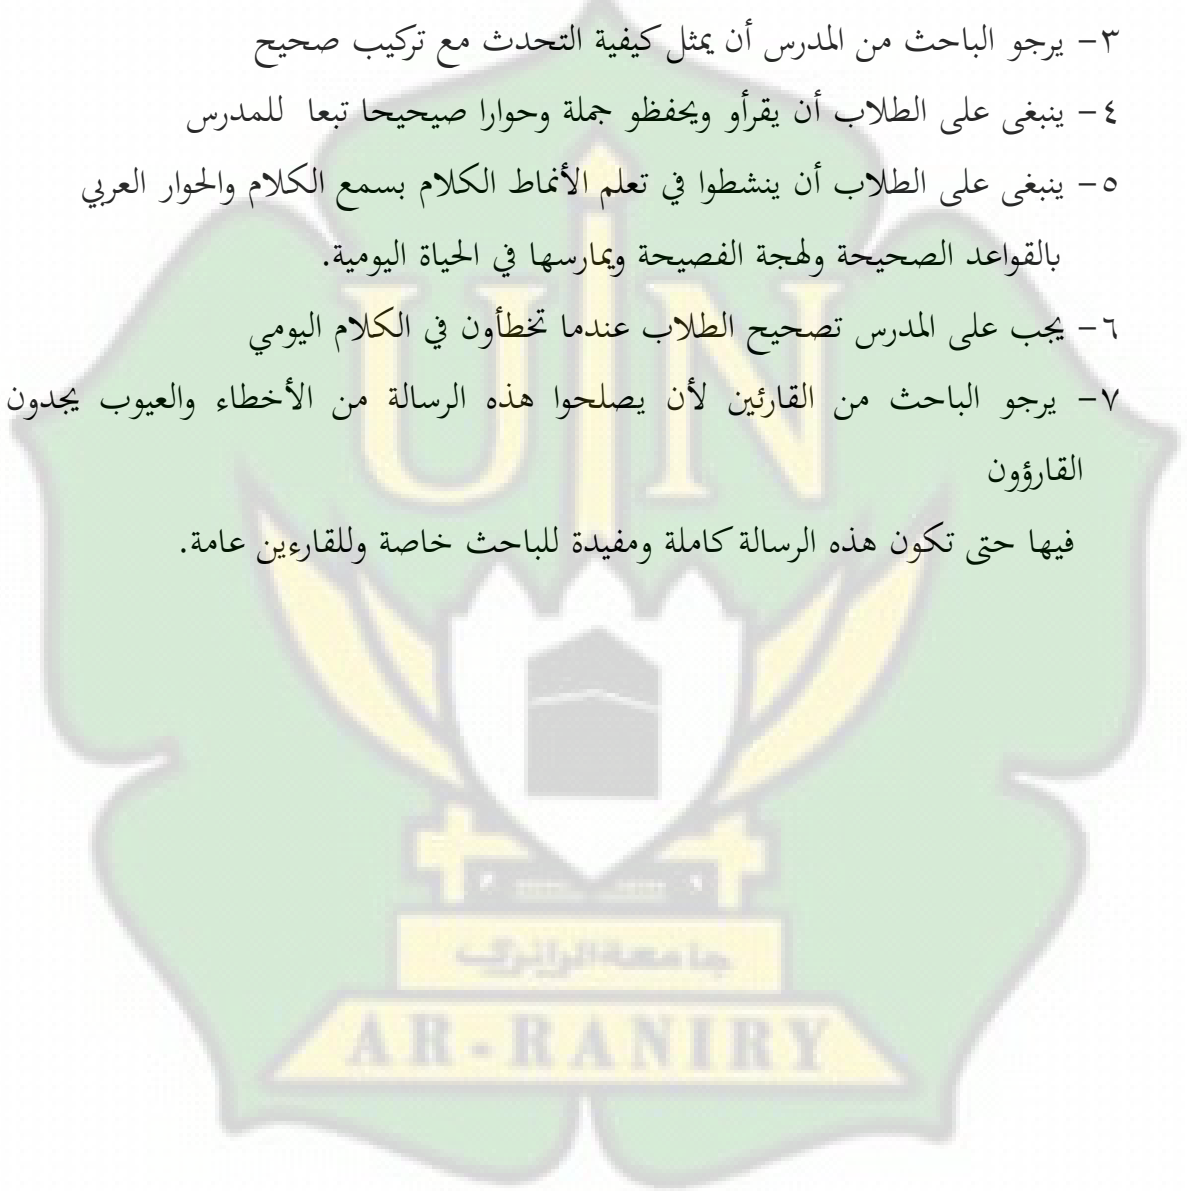 ٣- يرجو الباحث من المدرس أن يمثل كيفية التحدث مع تركيب صحيح
٤- ينبغى على الطلاب أن يقرأو ويحفظو جملة وحوارا صيحيحا تبعا للمدرس
٥- ينبغى على الطلاب أن ينشطوا في تعلم الأنماط الكلام بسمع الكلام والحوار العربي
بالقواعد الصحيحة ولهجة الفصيحة ويمارسها في الحياة اليومية.
٦- يجب على المدرس تصحيح الطلاب عندما تخطأون في الكلام اليومي
٧- يرجو الباحث من القارئين لأن يصلحوا هذه الرسالة من الأخطاء والعيوب يجدون
القارؤون
فيها حتى تكون هذه الرسالة كاملة ومفيدة للباحث خاصة وللقارءين عامة.
UIN
جامعة الرانري
AR-RANIRY